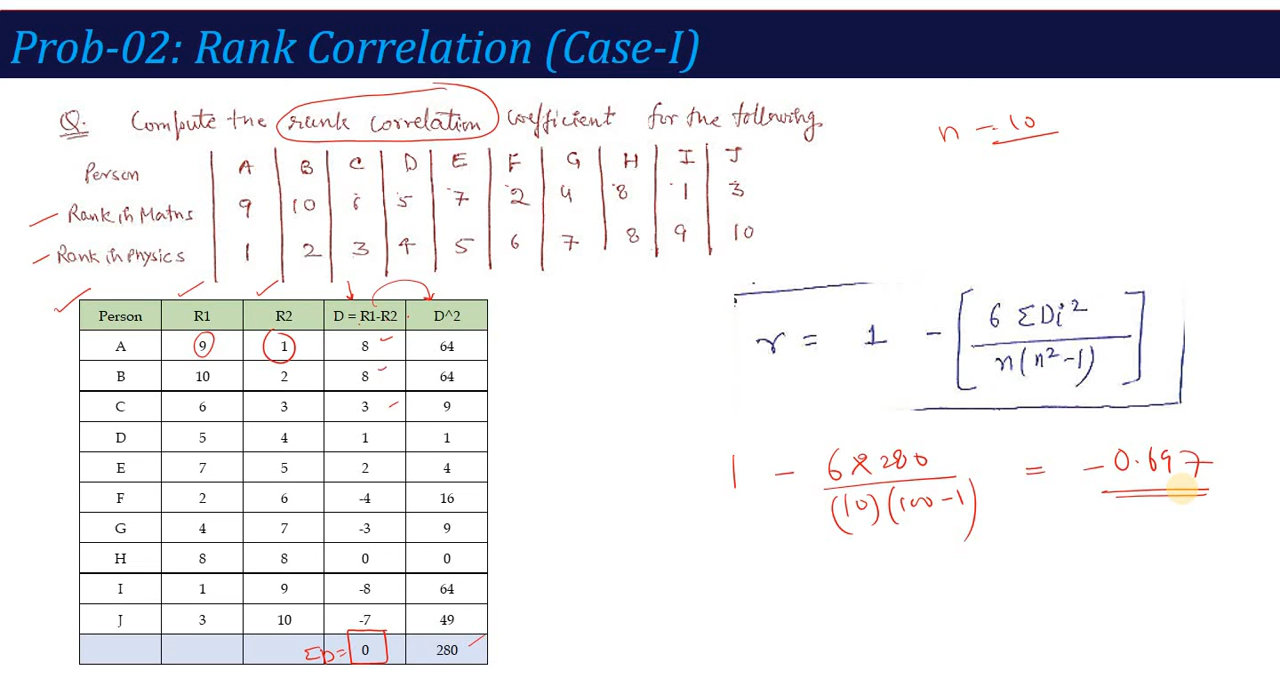 Prob-02: Rank Correlation (Case-I)
Q. Compute the rank correlation coefficient for the following.
n = 10
Person A B C D E F G H I J
Rank in Maths 9 10 6 5 7 2 4 8 1 3
Rank in Physics 1 2 3 4 5 6 7 8 9 10
Person R1 R2 D = R1-R2 D^2
A 9 1 8 64
B 10 2 8 64
C 6 3 3 9
D 5 4 1 1
E 7 5 2 4
F 2 6 -4 16
G 4 7 -3 9
H 8 8 0 0
I 1 9 -8 64
J 3 10 -7 49
ΣD = 0 280
r = 1 - [6 ΣDi² / n(n²-1)]
1 - 6×280 / (10)(100-1) = -0.697